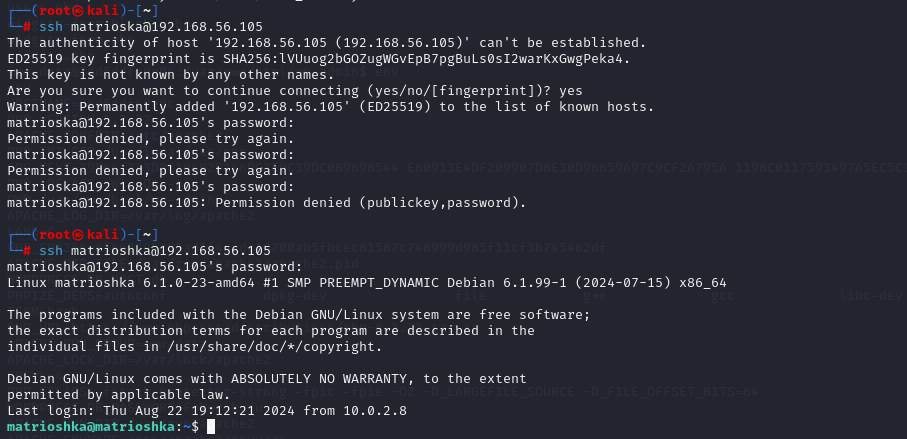 ┌──(root㉿kali)-[~]
└─# ssh matrioska@192.168.56.105
The authenticity of host '192.168.56.105 (192.168.56.105)' can't be established.
ED25519 key fingerprint is SHA256:lVUuog2bGOZugWGvEpB7pgBuLs0sI2warKxGwgPeka4.
This key is not known by any other names.
Are you sure you want to continue connecting (yes/no/[fingerprint])? yes
Warning: Permanently added '192.168.56.105' (ED25519) to the list of known hosts.
matrioska@192.168.56.105's password:
Permission denied, please try again.
matrioska@192.168.56.105's password:
Permission denied, please try again.
matrioska@192.168.56.105's password:
matrioska@192.168.56.105: Permission denied (publickey,password).
┌──(root㉿kali)-[~]
└─# ssh matrioshka@192.168.56.105
matrioshka@192.168.56.105's password:
Linux matrioshka 6.1.0-23-amd64 #1 SMP PREEMPT_DYNAMIC Debian 6.1.99-1 (2024-07-15) x86_64
The programs included with the Debian GNU/Linux system are free software;
the exact distribution terms for each program are described in the
individual files in /usr/share/doc/*/copyright.
Debian GNU/Linux comes with ABSOLUTELY NO WARRANTY, to the extent
permitted by applicable law.
Last login: Thu Aug 22 19:12:21 2024 from 10.0.2.8
matrioshka@matrioshka:~$